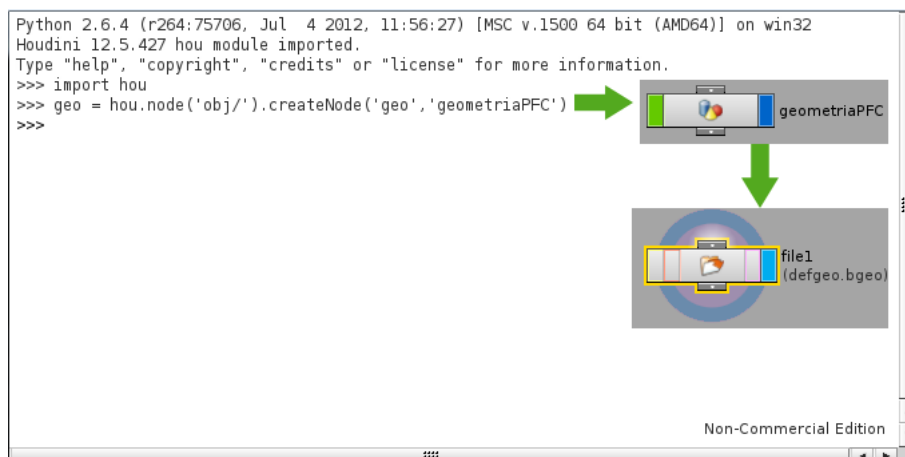 Python 2.6.4 (r264:75706, Jul  4 2012, 11:56:27) [MSC v.1500 64 bit (AMD64)] on win32
Houdini 12.5.427 hou module imported.
Type "help", "copyright", "credits" or "license" for more information.
>>> import hou
>>> geo = hou.node('obj/').createNode('geo','geometriaPFC')
>>>
geometriaPFC
file1
(defgeo.bgeo)
Non-Commercial Edition